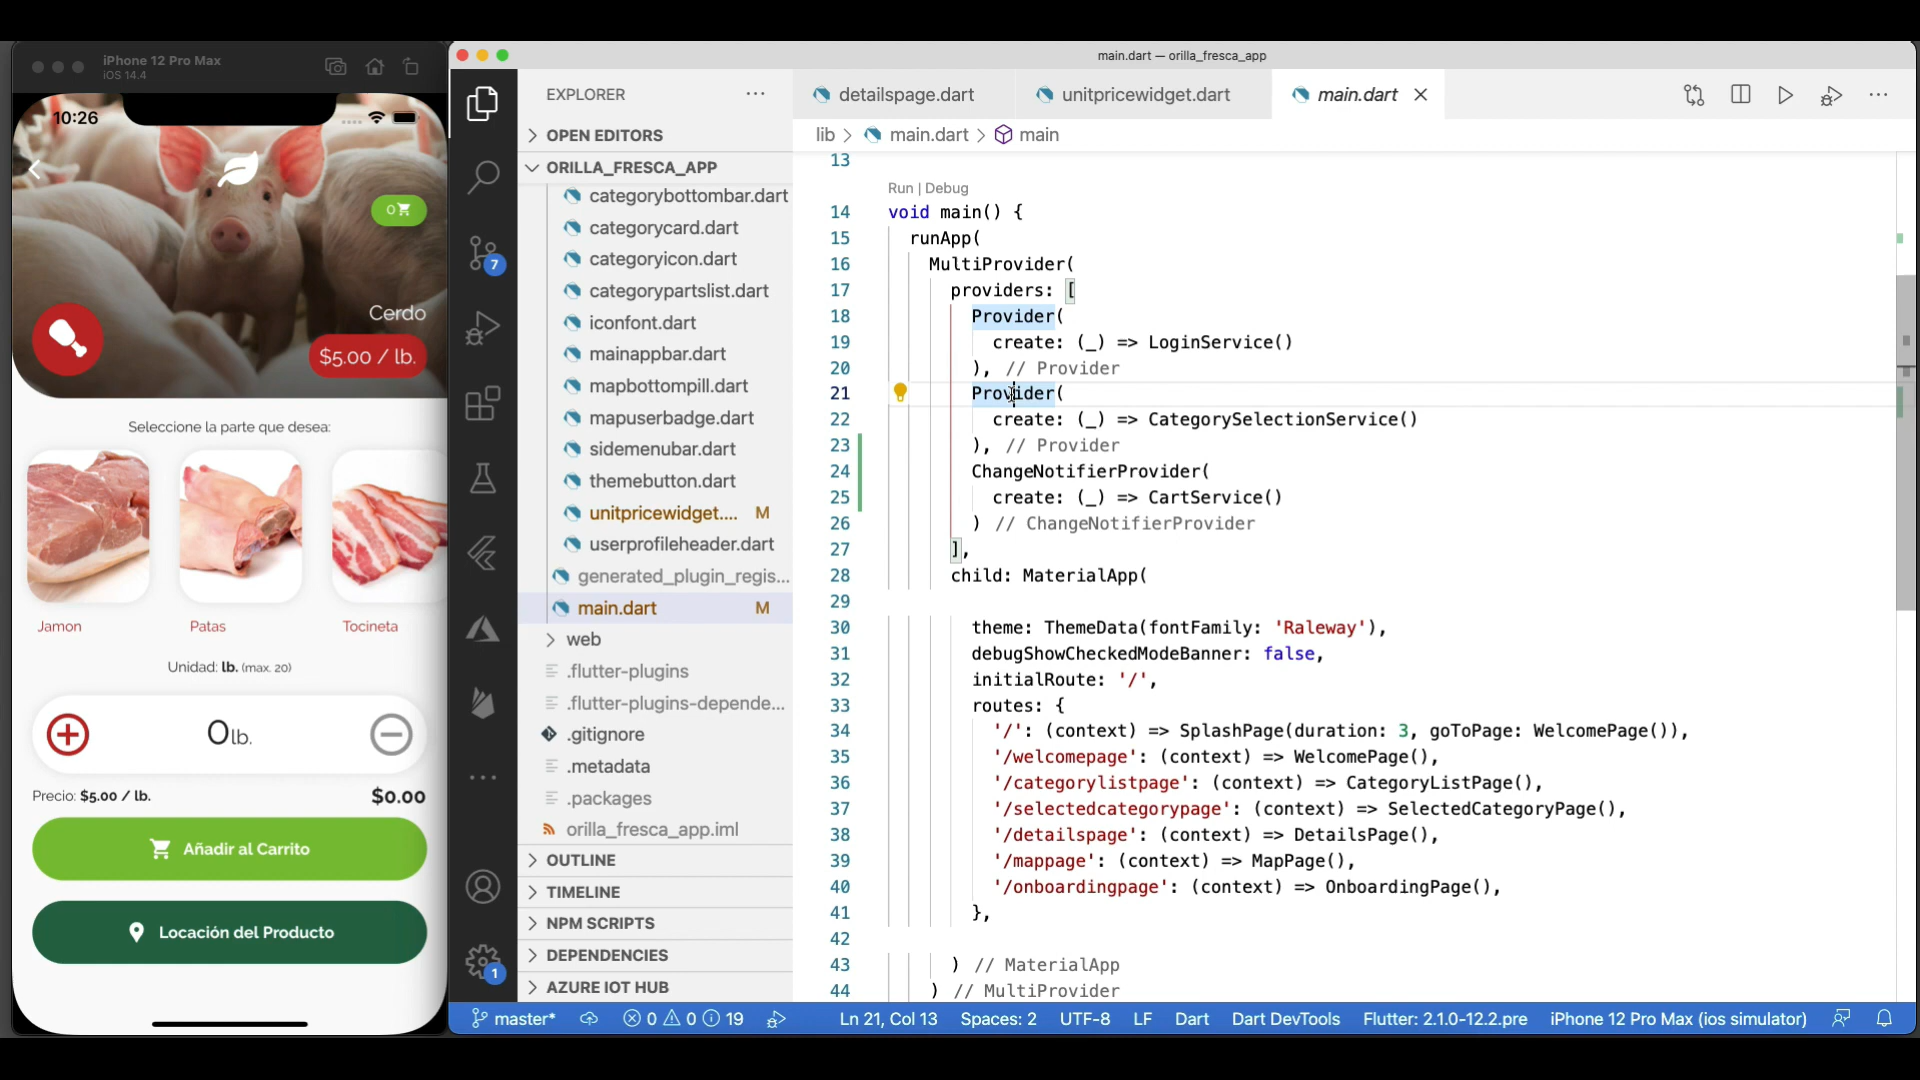 iPhone 12 Pro Max
iOS 14.4
10:26
0
Cerdo
$5.00 / lb.
Seleccione la parte que desea:
Jamon
Patas
Tocineta
Unidad: lb. (max. 20)
0lb.
Precio: $5.00 / lb.
$0.00
Añadir al Carrito
Locación del Producto
main.dart — orilla_fresca_app
7
1
EXPLORER
OPEN EDITORS
ORILLA_FRESCA_APP
categorybottombar.dart
categorycard.dart
categoryicon.dart
categorypartslist.dart
iconfont.dart
mainappbar.dart
mapbottompill.dart
mapuserbadge.dart
sidemenubar.dart
themebutton.dart
unitpricewidget.... M
userprofileheader.dart
generated_plugin_regis...
main.dart M
web
.flutter-plugins
.flutter-plugins-depende...
.gitignore
.metadata
.packages
orilla_fresca_app.iml
OUTLINE
TIMELINE
NPM SCRIPTS
DEPENDENCIES
AZURE IOT HUB
detailspage.dart
unitpricewidget.dart
main.dart
lib > main.dart > main
13
Run | Debug
14 void main() {
15 runApp(
16 MultiProvider(
17 providers: [
18 Provider(
19 create: (_) => LoginService()
20 ), // Provider
21 Provider(
22 create: (_) => CategorySelectionService()
23 ), // Provider
24 ChangeNotifierProvider(
25 create: (_) => CartService()
26 ) // ChangeNotifierProvider
27 ],
28 child: MaterialApp(
29
30 theme: ThemeData(fontFamily: 'Raleway'),
31 debugShowCheckedModeBanner: false,
32 initialRoute: '/',
33 routes: {
34 '/': (context) => SplashPage(duration: 3, goToPage: WelcomePage()),
35 '/welcomepage': (context) => WelcomePage(),
36 '/categorylistpage': (context) => CategoryListPage(),
37 '/selectedcategorypage': (context) => SelectedCategoryPage(),
38 '/detailspage': (context) => DetailsPage(),
39 '/mappage': (context) => MapPage(),
40 '/onboardingpage': (context) => OnboardingPage(),
41 },
42
43 ) // MaterialApp
44 ) // MultiProvider
master* 0 0 19 Ln 21, Col 13 Spaces: 2 UTF-8 LF Dart Dart DevTools Flutter: 2.1.0-12.2.pre iPhone 12 Pro Max (ios simulator)